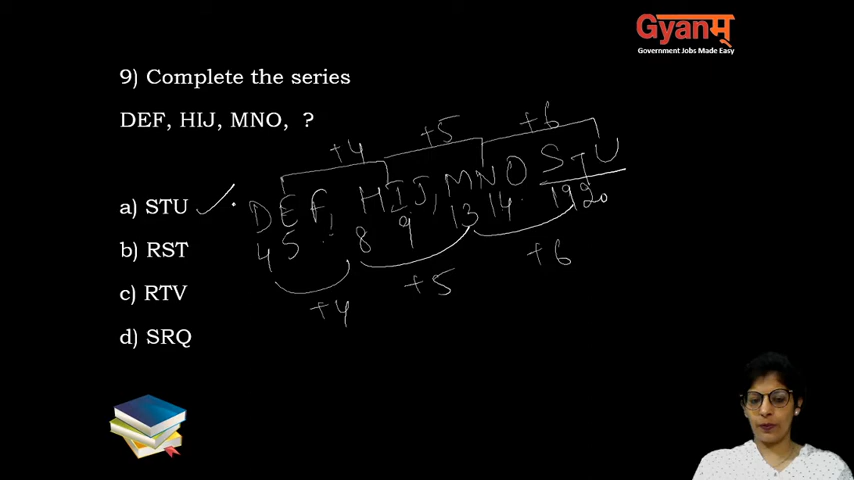 Gyanम्
Government Jobs Made Easy
9) Complete the series
DEF, HIJ, MNO, ?
+4 +5 +6
DEF, HIJ, MNO STU
4 5 8 9 13 14 19 20
+4 +5 +6
a) STU
b) RST
c) RTV
d) SRQ